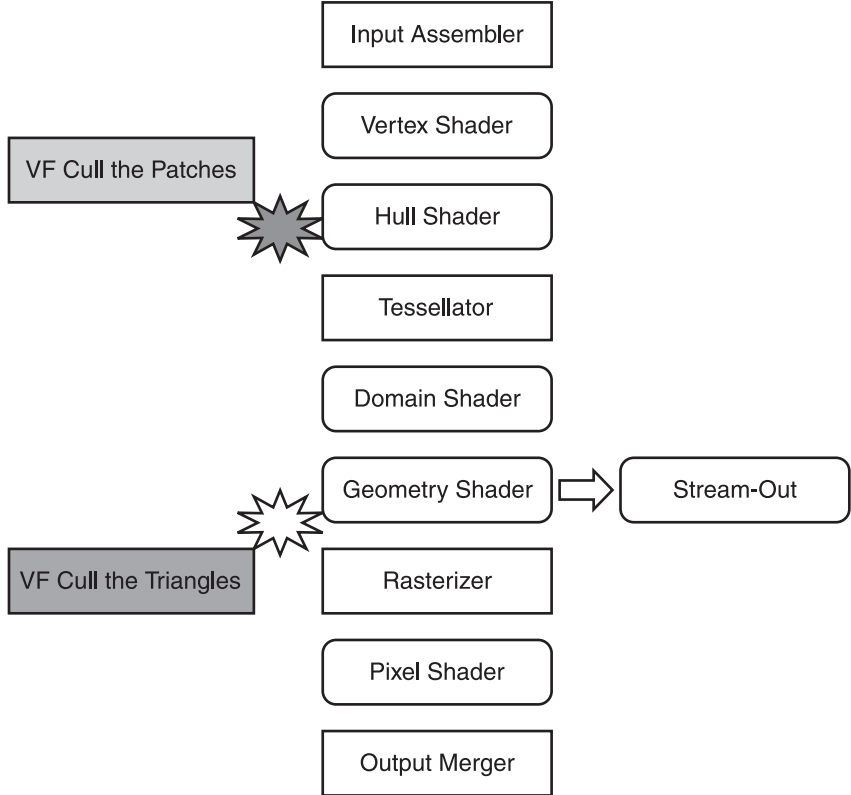 Input Assembler
Vertex Shader
VF Cull the Patches
Hull Shader
Tessellator
Domain Shader
Geometry Shader
Stream-Out
VF Cull the Triangles
Rasterizer
Pixel Shader
Output Merger